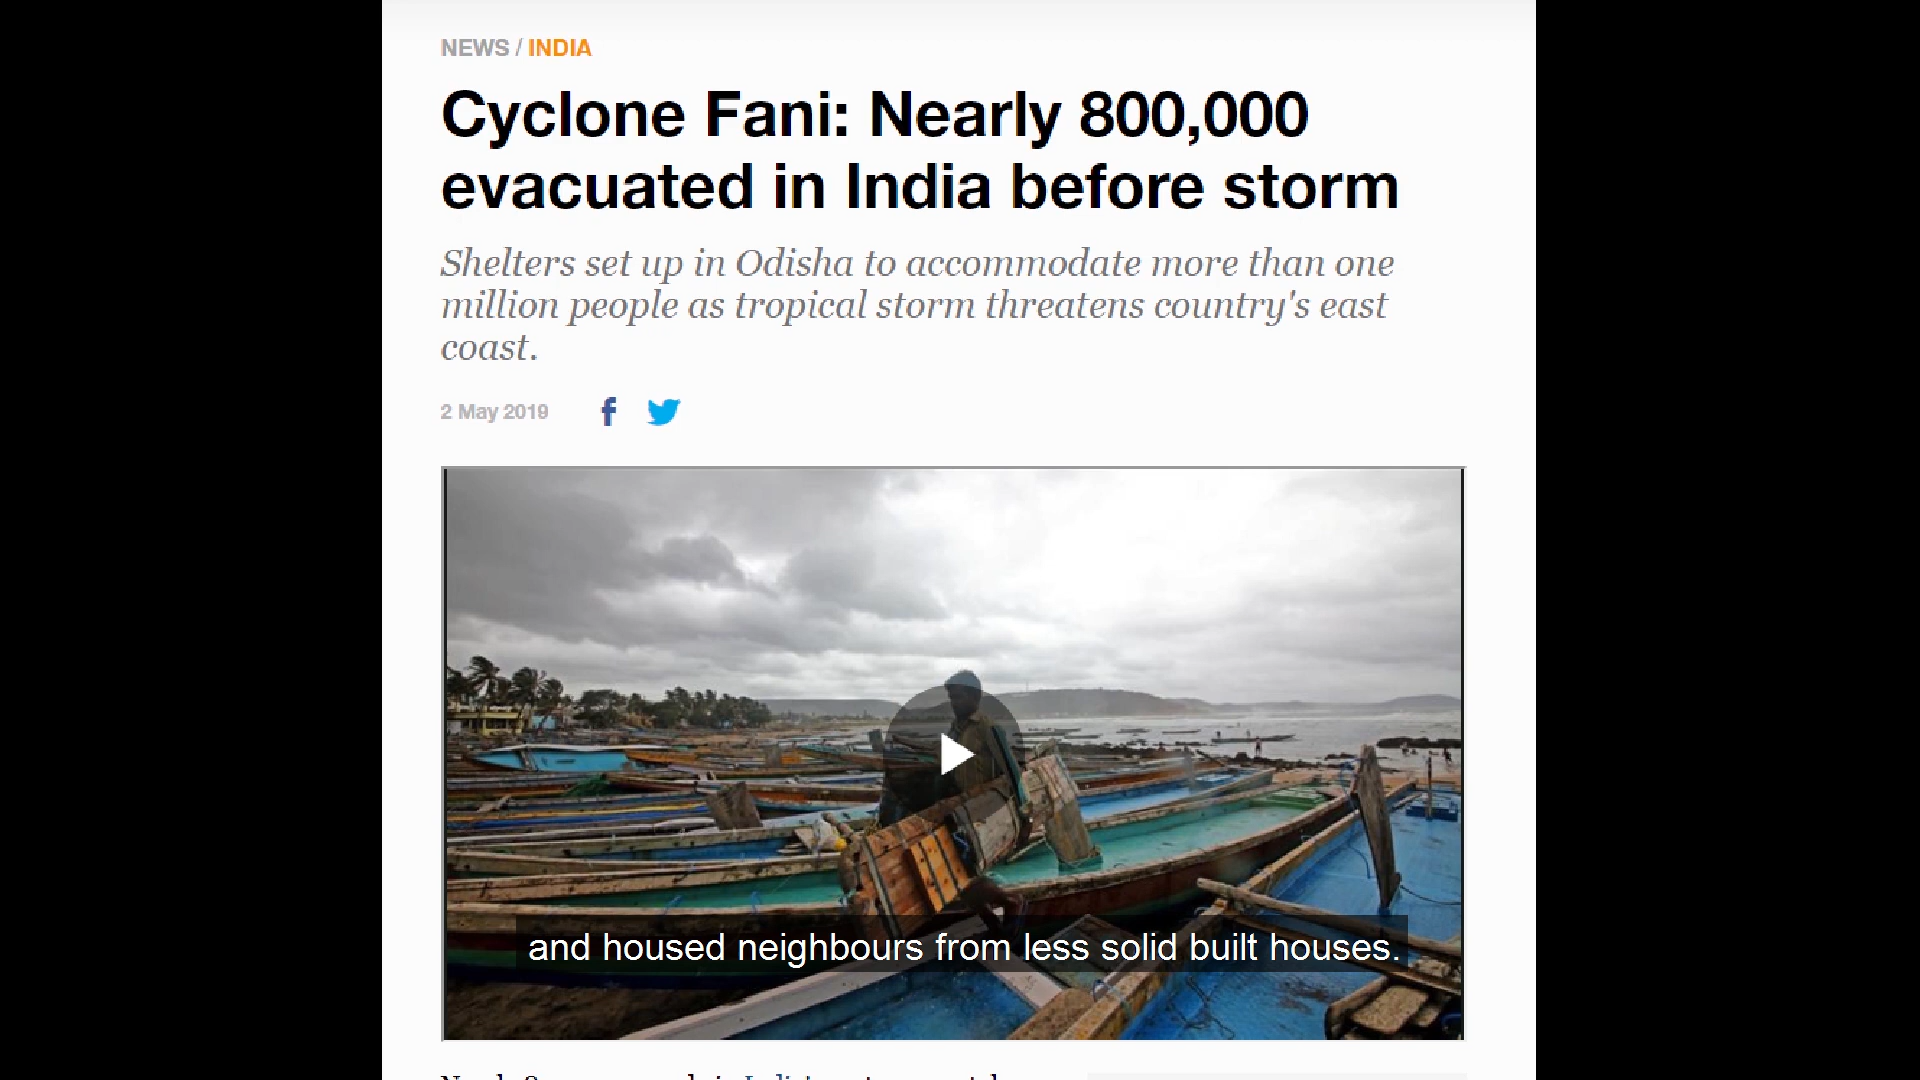 NEWS / INDIA
Cyclone Fani: Nearly 800,000
evacuated in India before storm
Shelters set up in Odisha to accommodate more than one
million people as tropical storm threatens country's east
coast.
2 May 2019
and housed neighbours from less solid built houses.